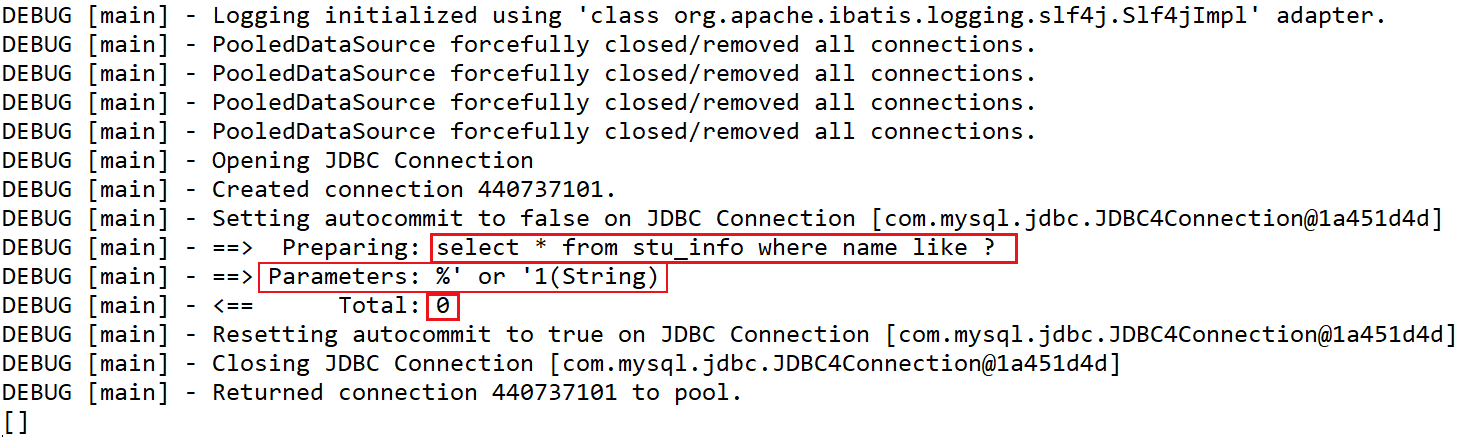 DEBUG [main] - Logging initialized using 'class org.apache.ibatis.logging.slf4j.Slf4jImpl' adapter.
DEBUG [main] - PooledDataSource forcefully closed/removed all connections.
DEBUG [main] - PooledDataSource forcefully closed/removed all connections.
DEBUG [main] - PooledDataSource forcefully closed/removed all connections.
DEBUG [main] - PooledDataSource forcefully closed/removed all connections.
DEBUG [main] - Opening JDBC Connection
DEBUG [main] - Created connection 440737101.
DEBUG [main] - Setting autocommit to false on JDBC Connection [com.mysql.jdbc.JDBC4Connection@1a451d4d]
DEBUG [main] - ==>  Preparing: select * from stu_info where name like ?
DEBUG [main] - ==> Parameters: %' or '1(String)
DEBUG [main] - <==      Total: 0
DEBUG [main] - Resetting autocommit to true on JDBC Connection [com.mysql.jdbc.JDBC4Connection@1a451d4d]
DEBUG [main] - Closing JDBC Connection [com.mysql.jdbc.JDBC4Connection@1a451d4d]
DEBUG [main] - Returned connection 440737101 to pool.
[]